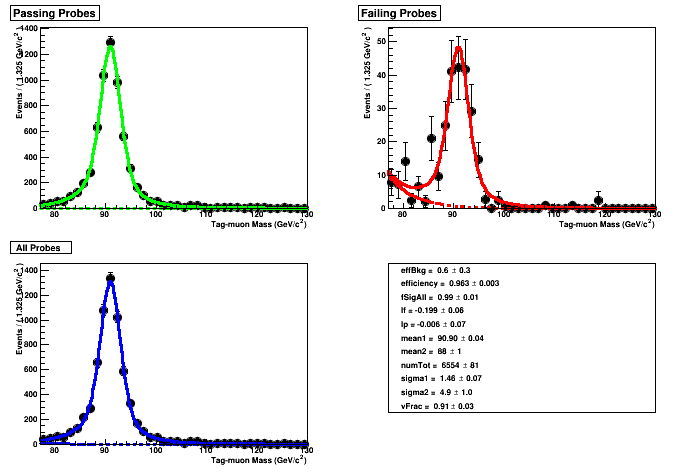 Passing Probes
Events / ( 1.325 GeV/c² )
1400
1200
1000
800
600
400
200
0
80 90 100 110 120 130
Tag-muon Mass (GeV/c²)
Failing Probes
Events / ( 1.325 GeV/c² )
50
40
30
20
10
0
80 90 100 110 120 130
Tag-muon Mass (GeV/c²)
All Probes
Events / ( 1.325 GeV/c² )
1400
1200
1000
800
600
400
200
0
80 90 100 110 120 130
Tag-muon Mass (GeV/c²)
effBkg = 0.6 ± 0.3
efficiency = 0.963 ± 0.003
fSigAll = 0.99 ± 0.01
lf = -0.199 ± 0.06
lp = -0.006 ± 0.07
mean1 = 90.90 ± 0.04
mean2 = 88 ± 1
numTot = 6554 ± 81
sigma1 = 1.46 ± 0.07
sigma2 = 4.9 ± 1.0
vFrac = 0.91 ± 0.03